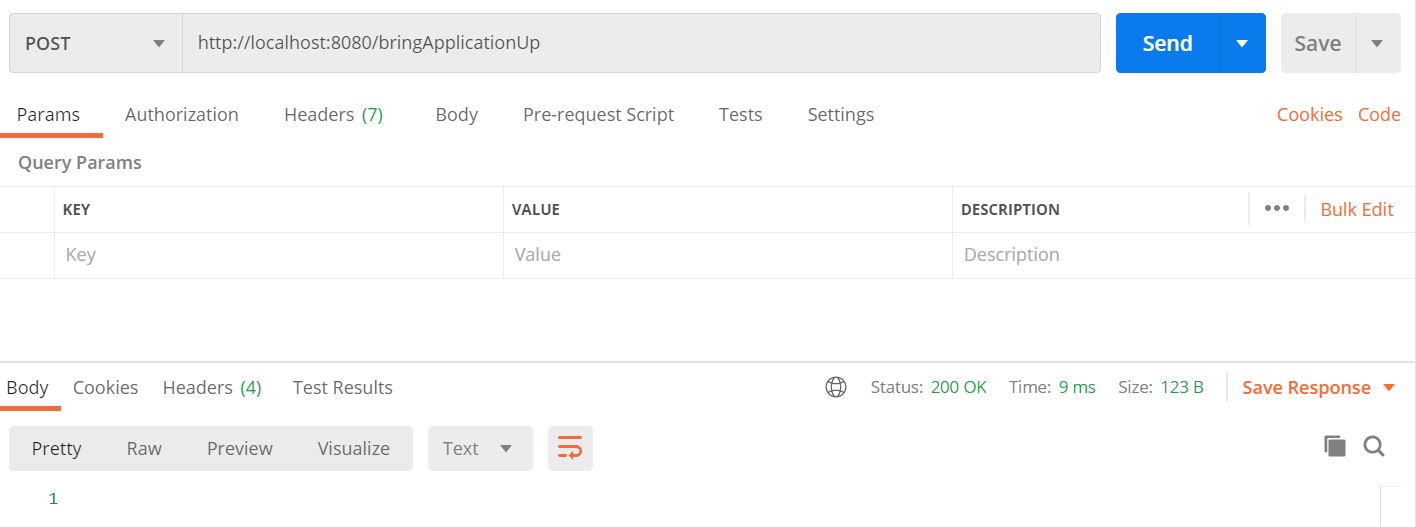 POST http://localhost:8080/bringApplicationUp Send Save
Params Authorization Headers (7) Body Pre-request Script Tests Settings Cookies Code
Query Params
KEY VALUE DESCRIPTION ••• Bulk Edit
Key Value Description
Body Cookies Headers (4) Test Results Status: 200 OK Time: 9 ms Size: 123 B Save Response
Pretty Raw Preview Visualize Text
1